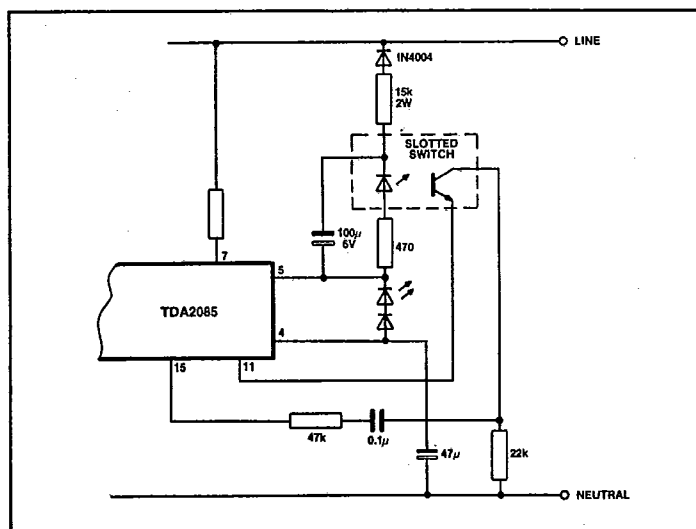 LINE
1N4004
15k
2W
SLOTTED
SWITCH
100μ
6V
470
7
5
TDA2085
4
15
11
47k
0.1μ
47μ
22k
NEUTRAL